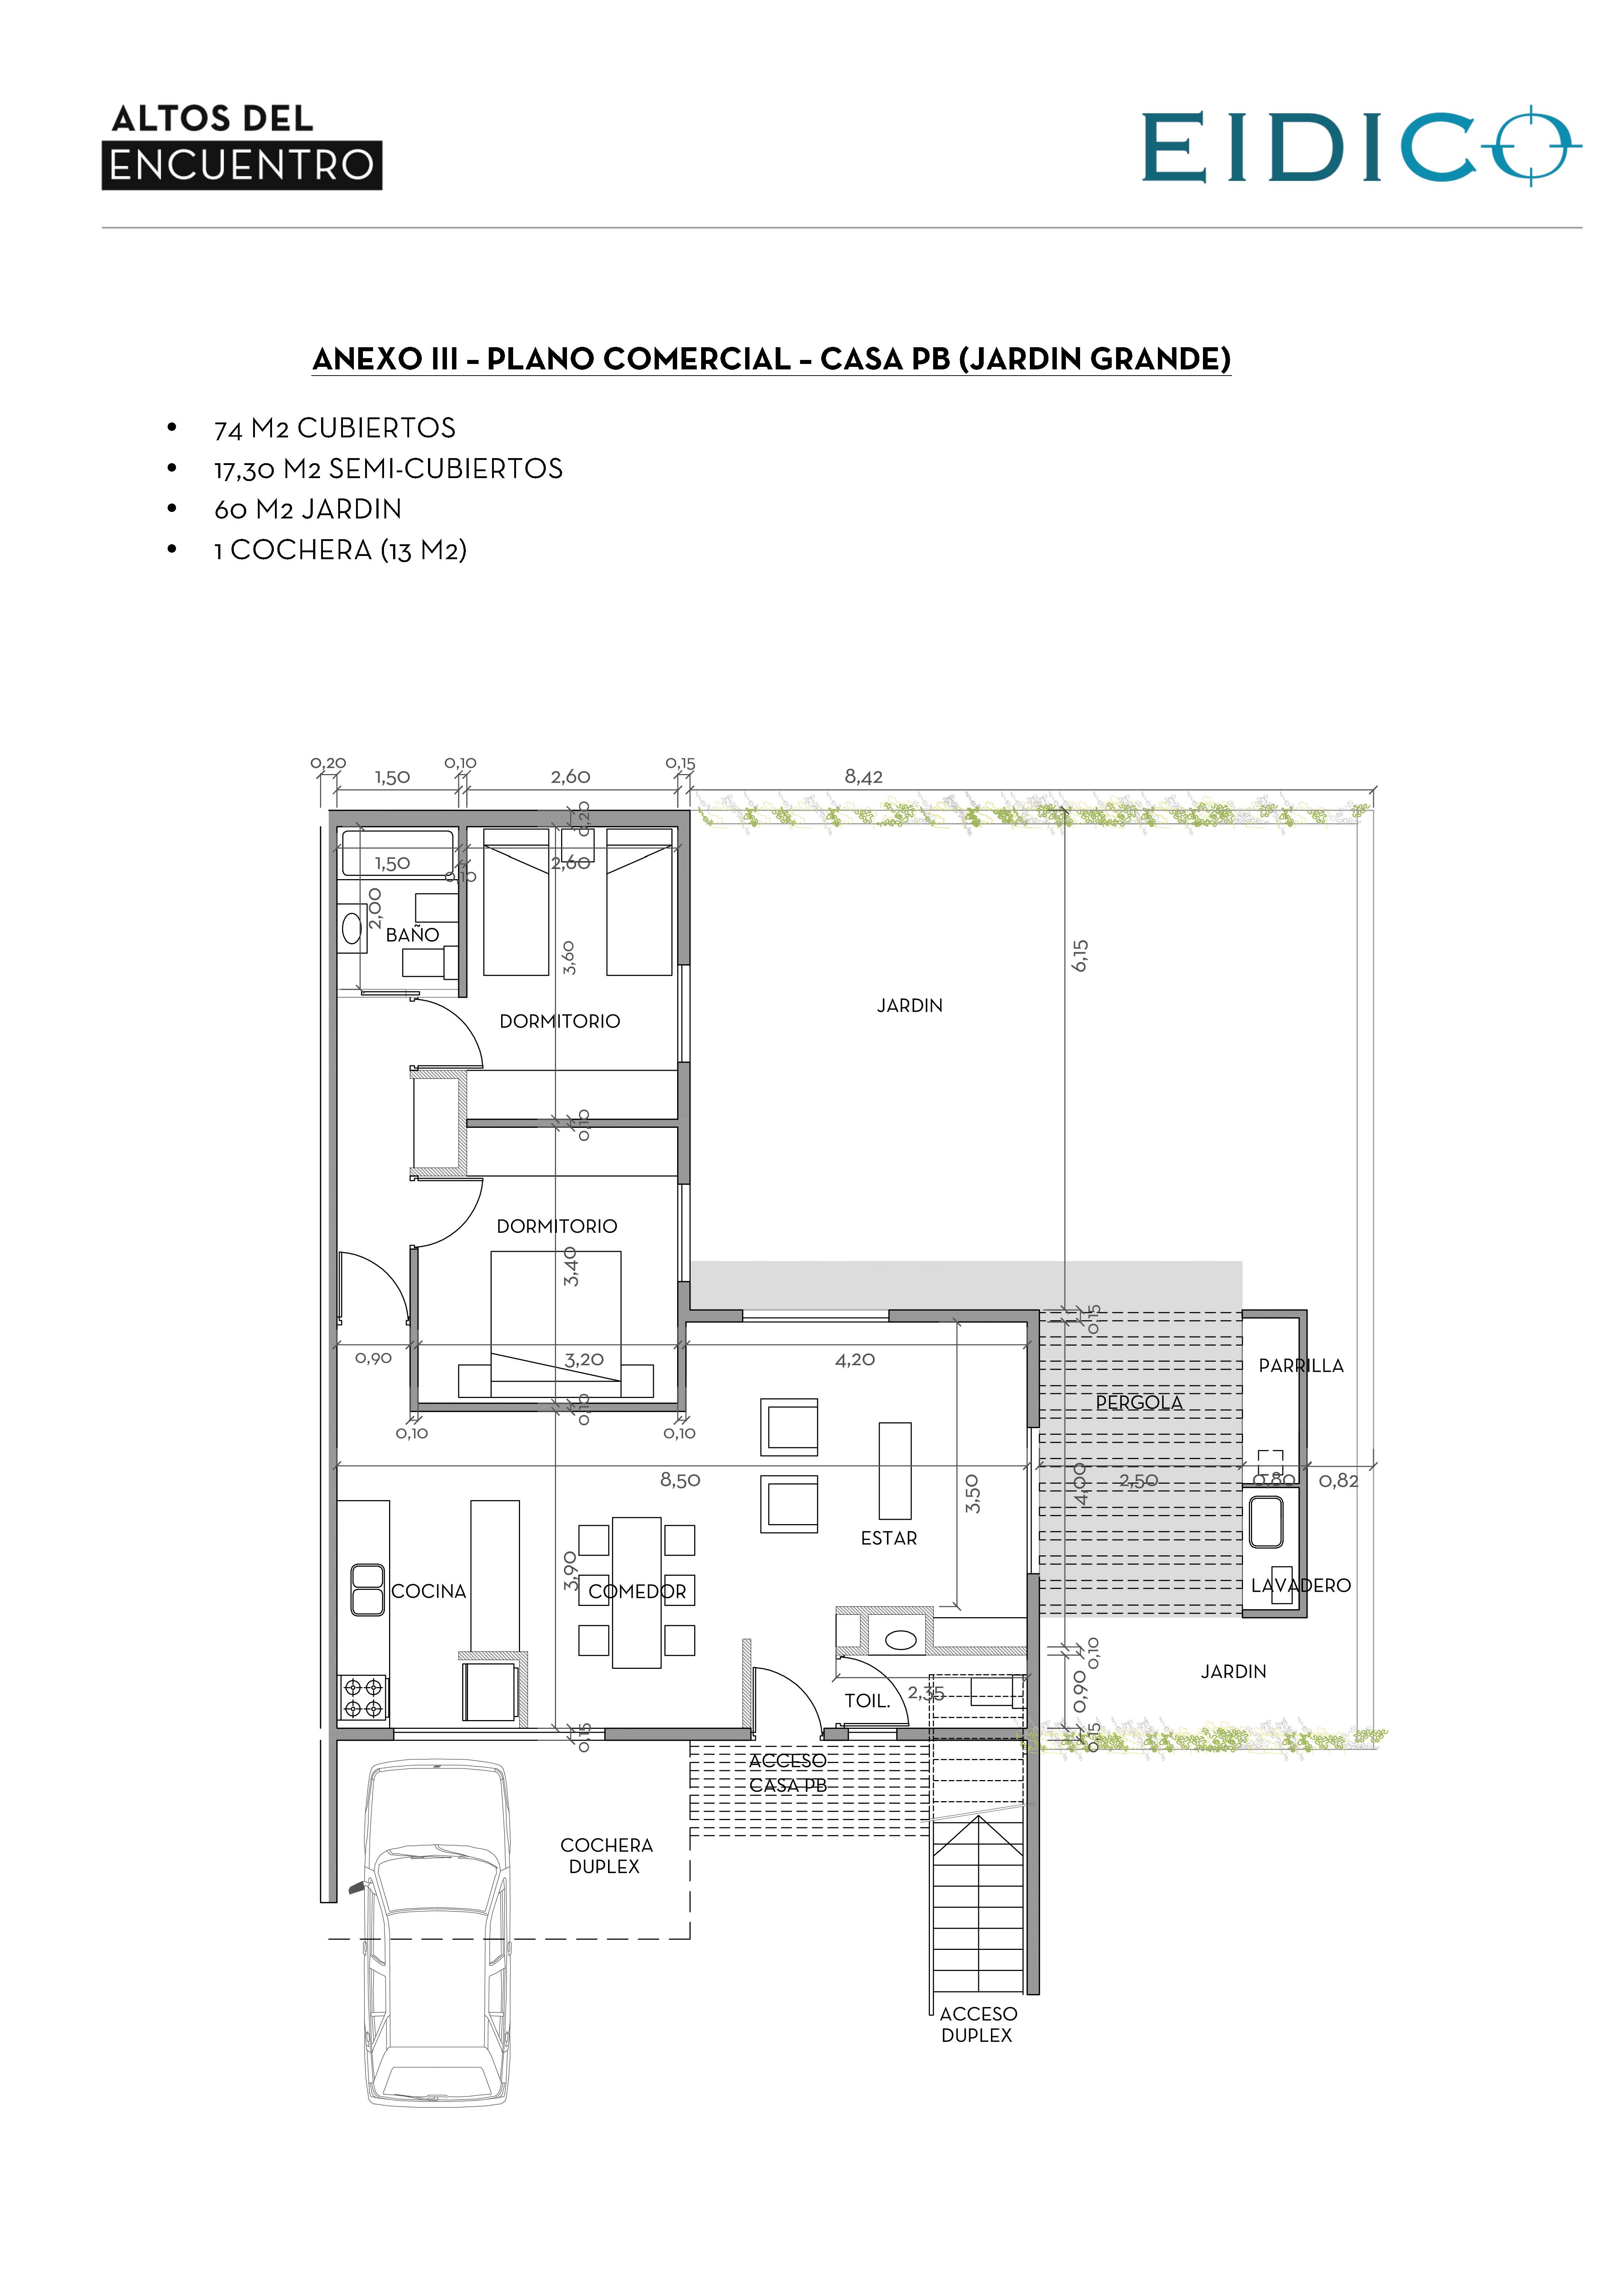 ALTOS DEL
ENCUENTRO
EIDICO
ANEXO III – PLANO COMERCIAL – CASA PB (JARDIN GRANDE)
• 74 M2 CUBIERTOS
• 17,30 M2 SEMI-CUBIERTOS
• 60 M2 JARDIN
• 1 COCHERA (13 M2)
0,20
1,50
0,10
2,60
0,15
8,42
0,20
1,50
0,10
2,60
2,00
BAÑO
3,60
6,15
DORMITORIO
JARDIN
0,10
DORMITORIO
3,40
0,15
0,90
3,20
4,20
PARRILLA
PERGOLA
0,10
0,10
0,10
8,50
3,50
4,00
2,50
0,80
0,82
ESTAR
3,90
COCINA
COMEDOR
LAVADERO
0,10
JARDIN
TOIL.
2,35
0,90
0,15
0,15
ACCESO
CASA PB
COCHERA
DUPLEX
ACCESO
DUPLEX